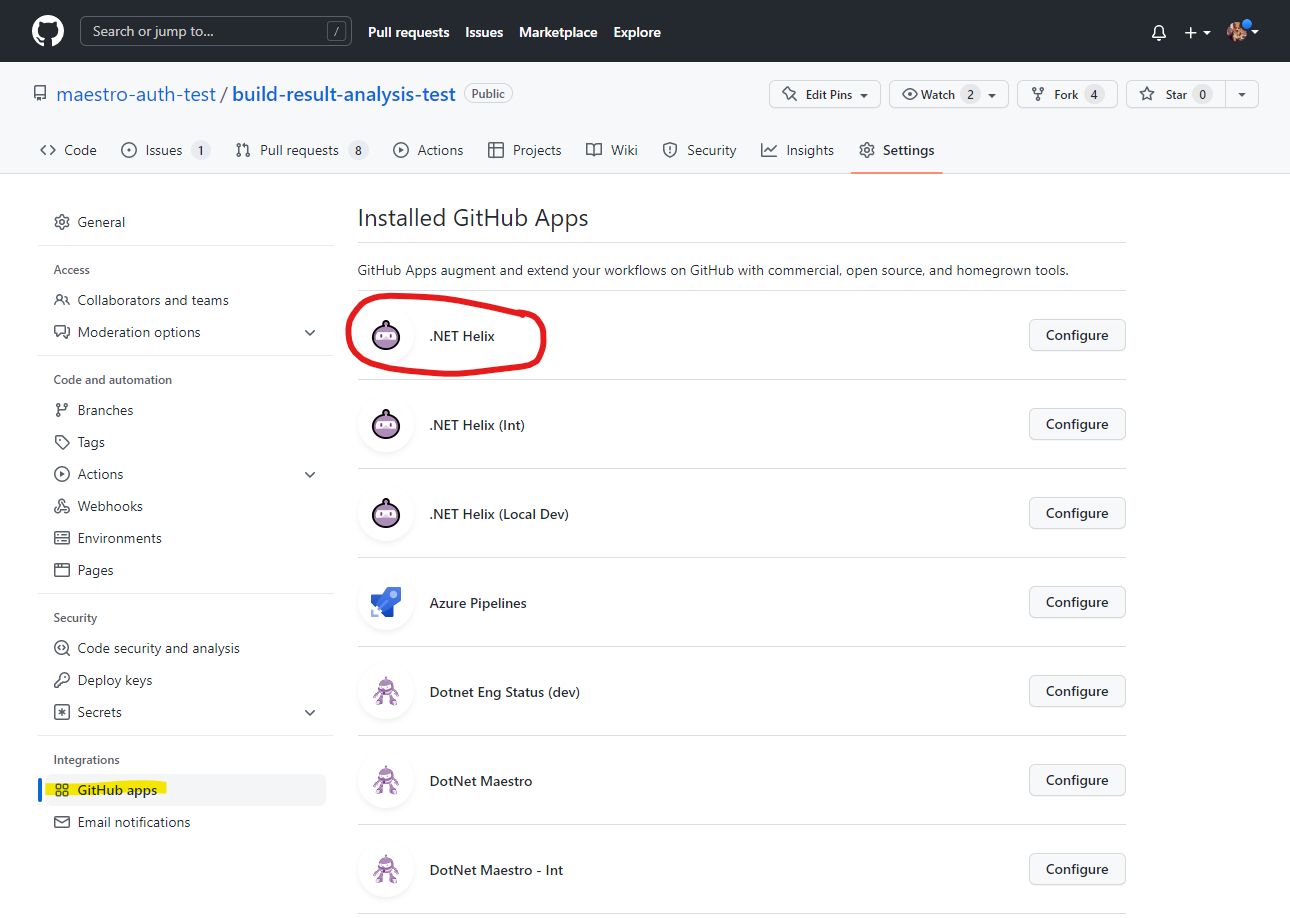 Search or jump to... /
Pull requests Issues Marketplace Explore
maestro-auth-test / build-result-analysis-test Public
Edit Pins Watch 2 Fork 4 Star 0
Code Issues 1 Pull requests 8 Actions Projects Wiki Security Insights Settings
General
Access
Collaborators and teams
Moderation options
Code and automation
Branches
Tags
Actions
Webhooks
Environments
Pages
Security
Code security and analysis
Deploy keys
Secrets
Integrations
GitHub apps
Email notifications
Installed GitHub Apps
GitHub Apps augment and extend your workflows on GitHub with commercial, open source, and homegrown tools.
.NET Helix Configure
.NET Helix (Int) Configure
.NET Helix (Local Dev) Configure
Azure Pipelines Configure
Dotnet Eng Status (dev) Configure
DotNet Maestro Configure
DotNet Maestro - Int Configure